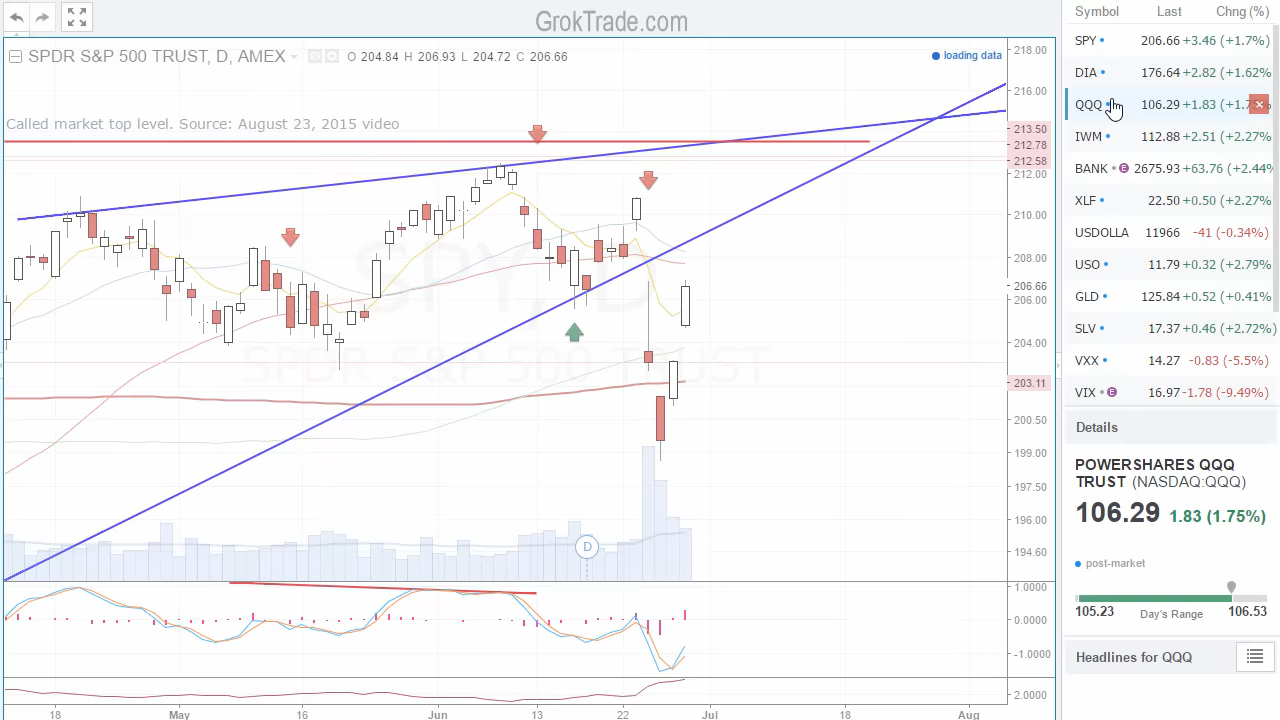 GrokTrade.com
SPDR S&P 500 TRUST, D, AMEX O 204.84 H 206.93 L 204.72 C 206.66
loading data
Called market top level. Source: August 23, 2015 video
SPY, D
SPDR S&P 500 TRUST
218.00
216.00
213.50
212.78
212.58
212.00
210.00
208.00
206.66
206.00
204.00
203.11
200.50
199.00
197.50
196.00
194.60
D
1.0000
0.0000
-1.0000
2.0000
18 May 16 Jun 13 22 Jul 18 Aug
Symbol Last Chng (%)
SPY 206.66 +3.46 (+1.7%)
DIA 176.64 +2.82 (+1.62%)
QQQ 106.29 +1.83 (+1.7
IWM 112.88 +2.51 (+2.27%)
BANK E 2675.93 +63.76 (+2.44%
XLF 22.50 +0.50 (+2.27%)
USDOLLA 11966 -41 (-0.34%)
USO 11.79 +0.32 (+2.79%)
GLD 125.84 +0.52 (+0.41%)
SLV 17.37 +0.46 (+2.72%)
VXX 14.27 -0.83 (-5.5%)
VIX E 16.97 -1.78 (-9.49%)
Details
POWERSHARES QQQ
TRUST (NASDAQ:QQQ)
106.29 1.83 (1.75%)
post-market
105.23 Day's Range 106.53
Headlines for QQQ